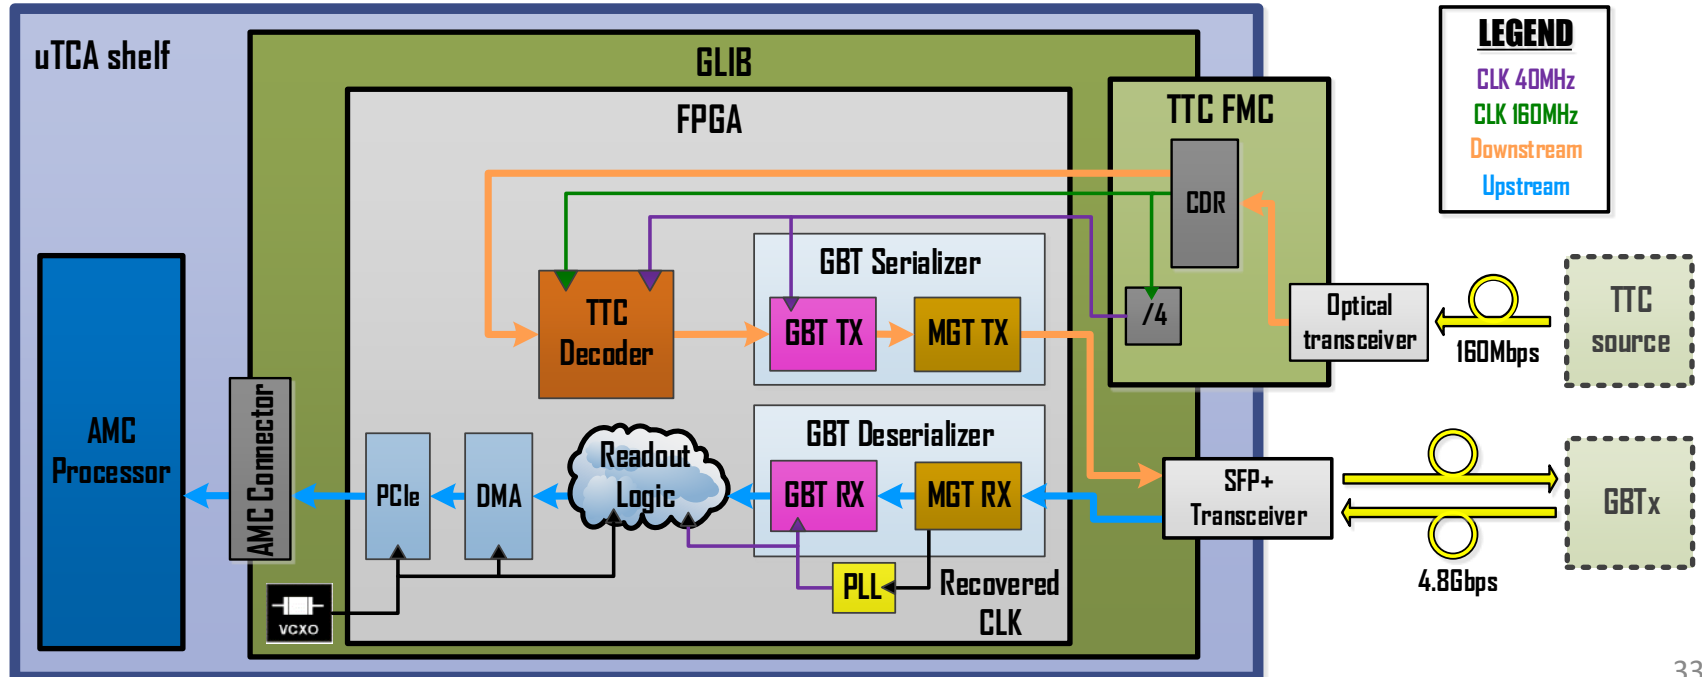 uTCA shelf
GLIB
FPGA
TTC FMC
LEGEND
CLK 40MHz
CLK 160MHz
Downstream
Upstream
CDR
GBT Serializer
TTC
Decoder
GBT TX
MGT TX
/4
Optical
transceiver
160Mbps
TTC
source
AMC
Processor
AMC Connector
PCIe
DMA
Readout
Logic
GBT Deserializer
GBT RX
MGT RX
SFP+
Transceiver
GBTx
4.8Gbps
PLL
Recovered
CLK
VCXO
33